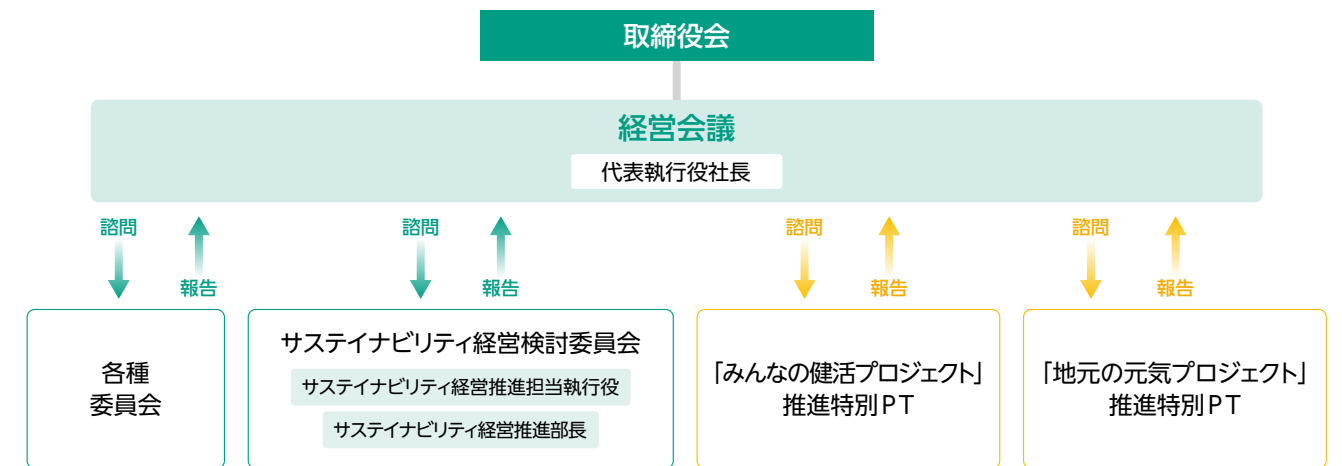 取締役会
経営会議
代表執行役社長
諮問
報告
諮問
報告
諮問
報告
諮問
報告
各種
委員会
サステイナビリティ経営検討委員会
サステイナビリティ経営推進担当執行役
サステイナビリティ経営推進部長
「みんなの健活プロジェクト」
推進特別PT
「地元の元気プロジェクト」
推進特別PT